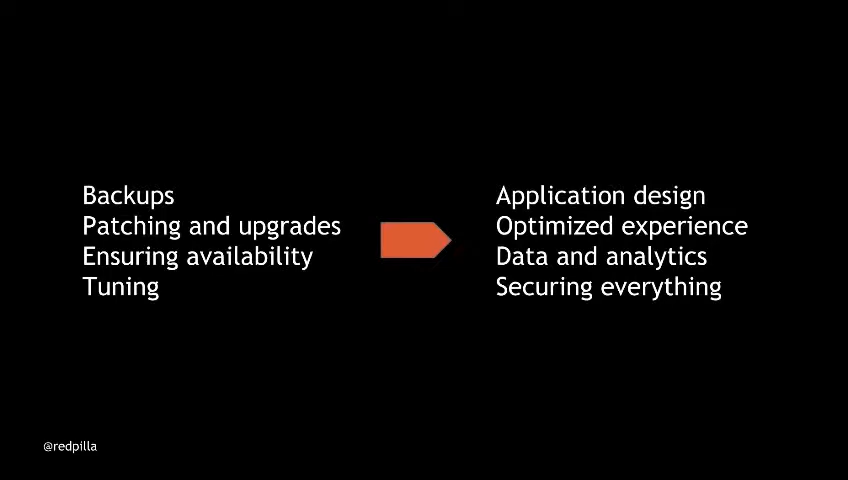 Backups
Patching and upgrades
Ensuring availability
Tuning
Application design
Optimized experience
Data and analytics
Securing everything
@redpilla